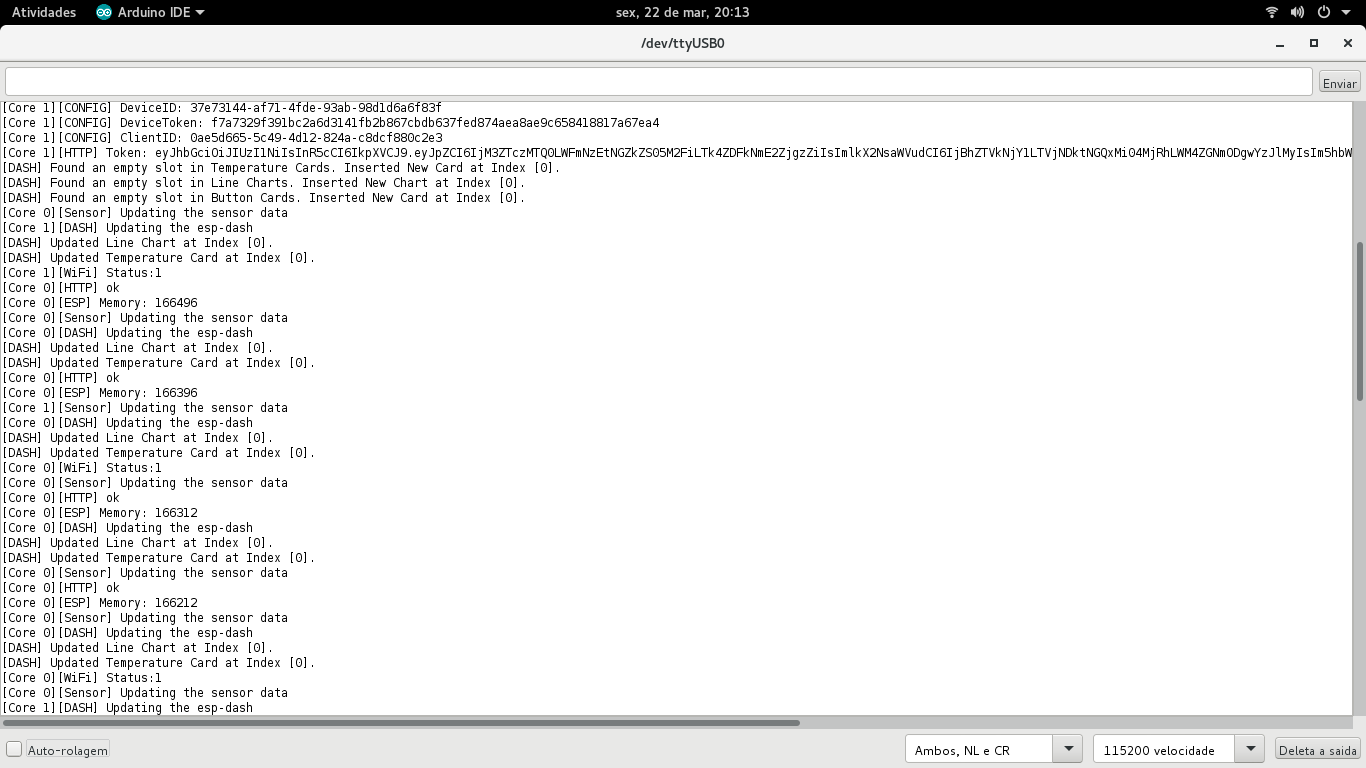 Atividades
Arduino IDE
sex, 22 de mar, 20:13
/dev/ttyUSB0
Enviar
[Core 1][CONFIG] DeviceID: 37e73144-af71-4fde-93ab-98d1d6a6f83f
[Core 1][CONFIG] DeviceToken: f7a7329f391bc2a6d3141fb2b867cbdb637fed874aea8ae9c658418817a67ea4
[Core 1][CONFIG] ClientID: 0ae5d665-5c49-4d12-824a-c8dcf880c2e3
[Core 1][HTTP] Token: eyJhbGciOiJIUzI1NiIsInR5cCI6IkpXVCJ9.eyJpZCI6IjM3ZTczMTQ0LWFmNzEtNGZkZS05M2FiLTk4ZDFkNmE2ZjgzZiIsImlkX2NsaWVudCI6IjBhZTVkNjY1LTVjNDktNGQxMi04MjRhLWM4ZGNmODgwYzJlMyIsIm5hbW
[DASH] Found an empty slot in Temperature Cards. Inserted New Card at Index [0].
[DASH] Found an empty slot in Line Charts. Inserted New Chart at Index [0].
[DASH] Found an empty slot in Button Cards. Inserted New Card at Index [0].
[Core 0][Sensor] Updating the sensor data
[Core 1][DASH] Updating the esp-dash
[DASH] Updated Line Chart at Index [0].
[DASH] Updated Temperature Card at Index [0].
[Core 1][WiFi] Status:1
[Core 0][HTTP] ok
[Core 0][ESP] Memory: 166496
[Core 0][Sensor] Updating the sensor data
[Core 0][DASH] Updating the esp-dash
[DASH] Updated Line Chart at Index [0].
[DASH] Updated Temperature Card at Index [0].
[Core 0][HTTP] ok
[Core 0][ESP] Memory: 166396
[Core 1][Sensor] Updating the sensor data
[Core 0][DASH] Updating the esp-dash
[DASH] Updated Line Chart at Index [0].
[DASH] Updated Temperature Card at Index [0].
[Core 0][WiFi] Status:1
[Core 0][Sensor] Updating the sensor data
[Core 0][HTTP] ok
[Core 0][ESP] Memory: 166312
[Core 0][DASH] Updating the esp-dash
[DASH] Updated Line Chart at Index [0].
[DASH] Updated Temperature Card at Index [0].
[Core 0][Sensor] Updating the sensor data
[Core 0][HTTP] ok
[Core 0][ESP] Memory: 166212
[Core 0][Sensor] Updating the sensor data
[Core 0][DASH] Updating the esp-dash
[DASH] Updated Line Chart at Index [0].
[DASH] Updated Temperature Card at Index [0].
[Core 0][WiFi] Status:1
[Core 0][Sensor] Updating the sensor data
[Core 1][DASH] Updating the esp-dash
Auto-rolagem
Ambos, NL e CR
115200 velocidade
Deleta a saida